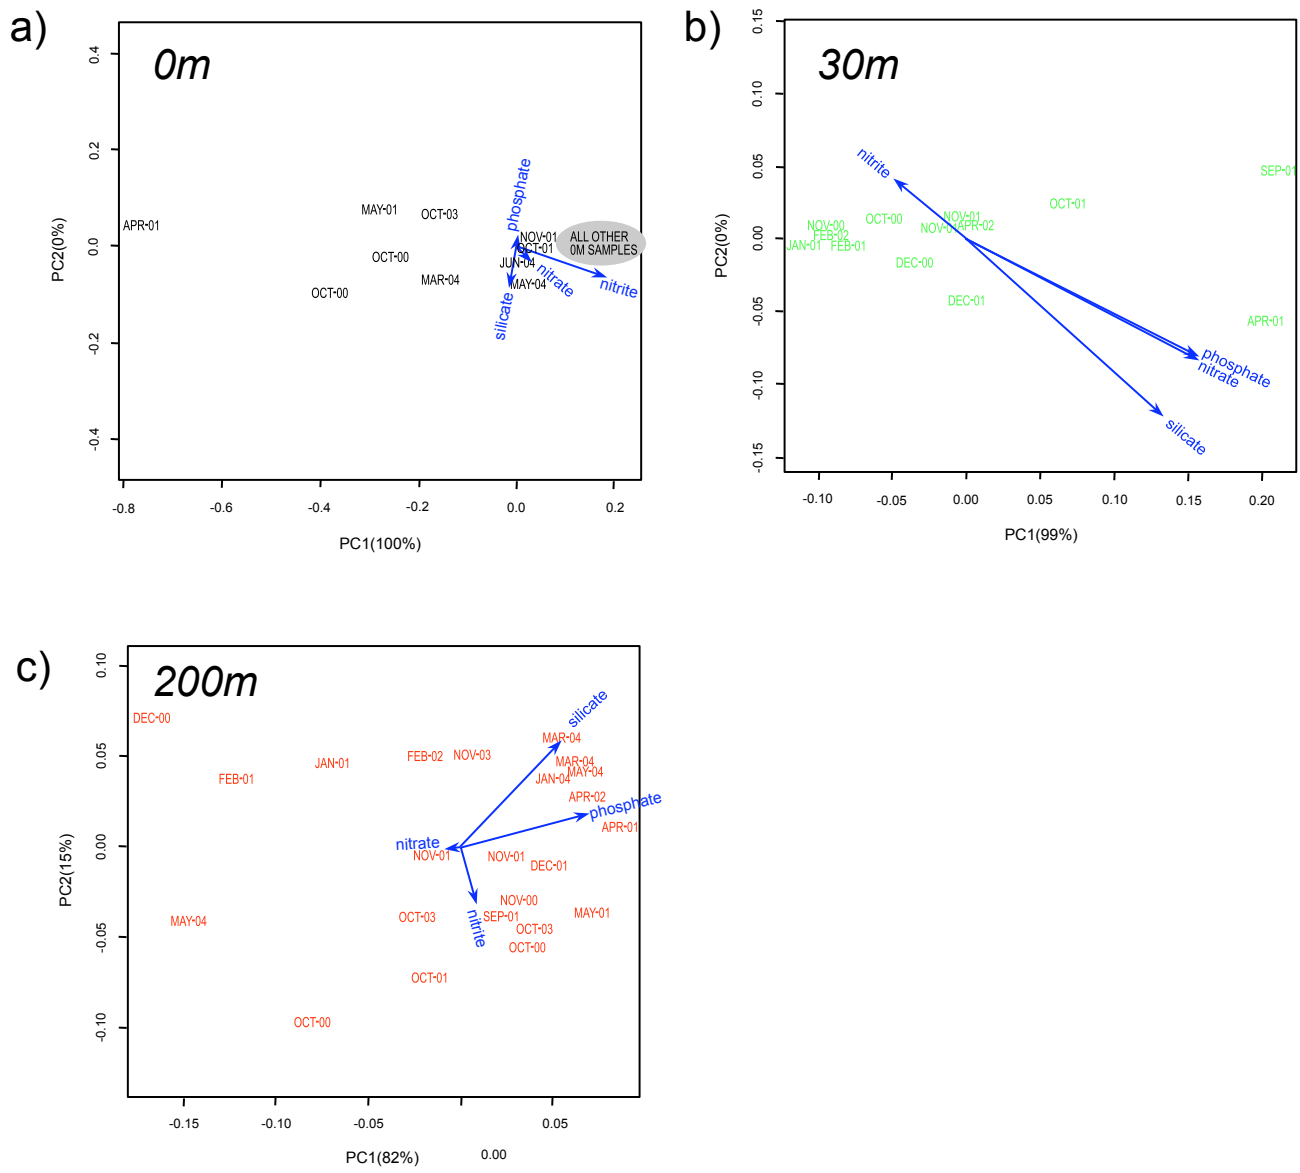 a)
0m
0.4
0.2
0.0
-0.2
-0.4
PC2(0%)
APR-01
MAY-01
OCT-03
OCT-00
OCT-00
MAR-04
phosphate
NOV-01
OCT-01
JUN-04
MAY-04
ALL OTHER
0M SAMPLES
nitrate
nitrite
silicate
-0.8
-0.6
-0.4
-0.2
0.0
0.2
PC1(100%)
b)
30m
0.15
0.10
0.05
0.00
-0.05
-0.10
-0.15
PC2(0%)
nitrite
SEP-01
OCT-01
NOV-00
FEB-02
JAN-01
FEB-01
OCT-00
NOV-01
APR-02
NOV-01
DEC-00
DEC-01
APR-01
phosphate
nitrate
silicate
-0.10
-0.05
0.00
0.05
0.10
0.15
0.20
PC1(99%)
c)
200m
0.10
0.05
0.00
-0.05
-0.10
PC2(15%)
DEC-00
FEB-01
JAN-01
FEB-02
NOV-03
silicate
MAR-04
MAR-04
MAY-04
JAN-04
APR-02
phosphate
APR-01
nitrate
NOV-01
NOV-01
DEC-01
MAY-04
OCT-03
NOV-00
SEP-01
MAY-01
OCT-03
OCT-00
nitrite
OCT-01
OCT-00
-0.15
-0.10
-0.05
0.05
PC1(82%)
0.00